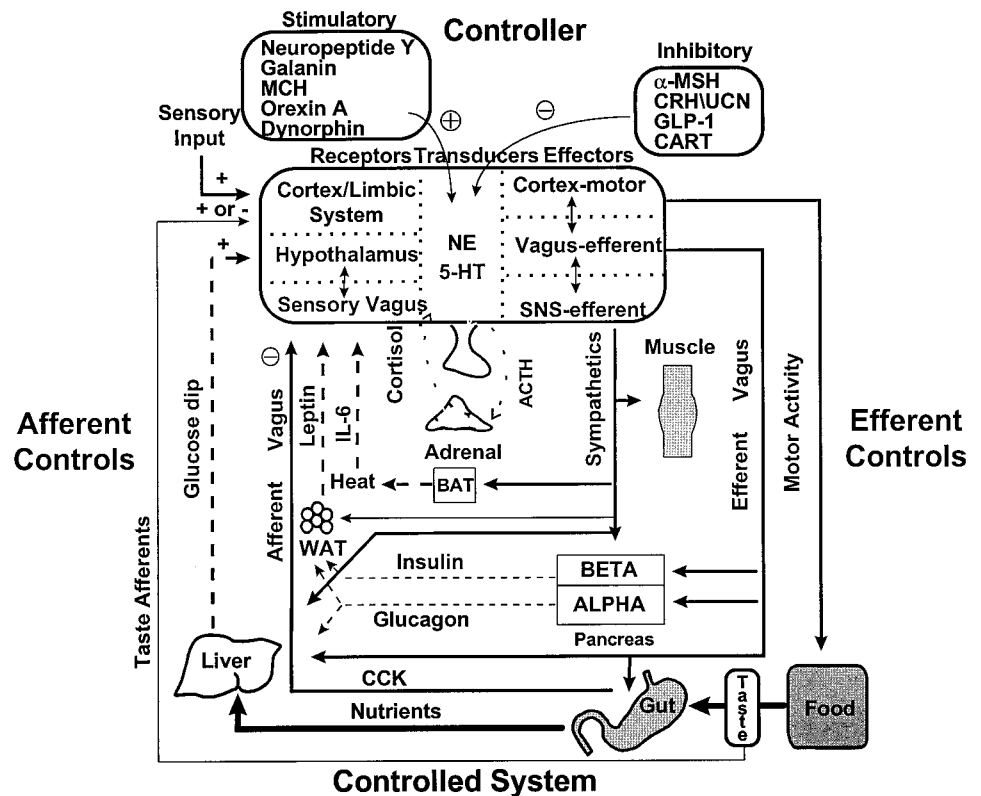 Controller
Stimulatory
Neuropeptide Y
Galanin
MCH
Orexin A
Dynorphin
Inhibitory
α-MSH
CRH\UCN
GLP-1
CART
Sensory
Input
+
⊕
⊖
+ or -
+
Receptors Transducers Effectors
Cortex/Limbic
System
Hypothalamus
Sensory Vagus
NE
5-HT
Cortex-motor
Vagus-efferent
SNS-efferent
Afferent
Controls
Taste Afferents
Glucose dip
⊖
Afferent Vagus
Leptin
IL-6
Cortisol
ACTH
Adrenal
Sympathetics
Muscle
Efferent Vagus
Motor Activity
Efferent
Controls
Heat
BAT
WAT
Insulin
BETA
ALPHA
Glucagon
Pancreas
Liver
CCK
Nutrients
Gut
Taste
Food
Controlled System